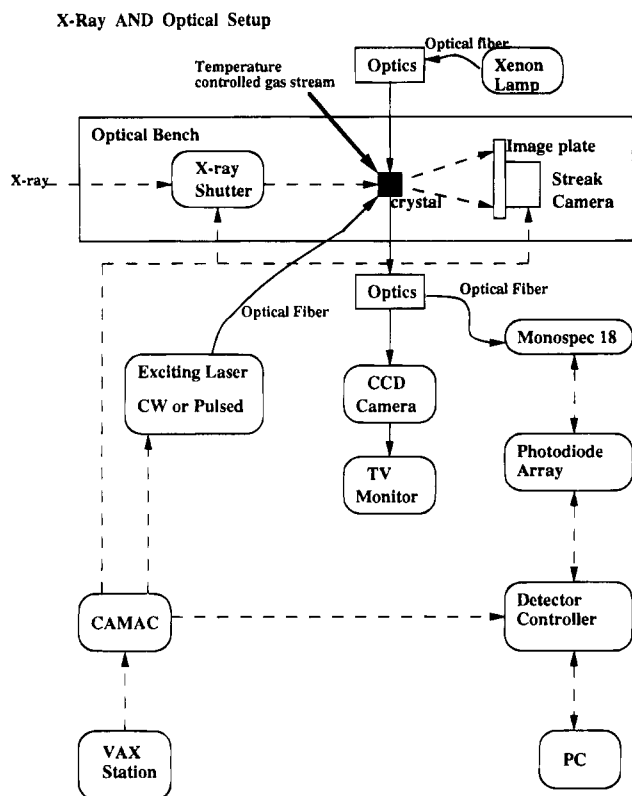 X-Ray AND Optical Setup
Optical fiber
Temperature
controlled gas stream
Optics
Xenon
Lamp
Optical Bench
Image plate
X-ray
X-ray
Shutter
crystal
Streak
Camera
Optics
Optical Fiber
Optical Fiber
Monospec 18
Exciting Laser
CW or Pulsed
CCD
Camera
Photodiode
Array
TV
Monitor
CAMAC
Detector
Controller
VAX
Station
PC